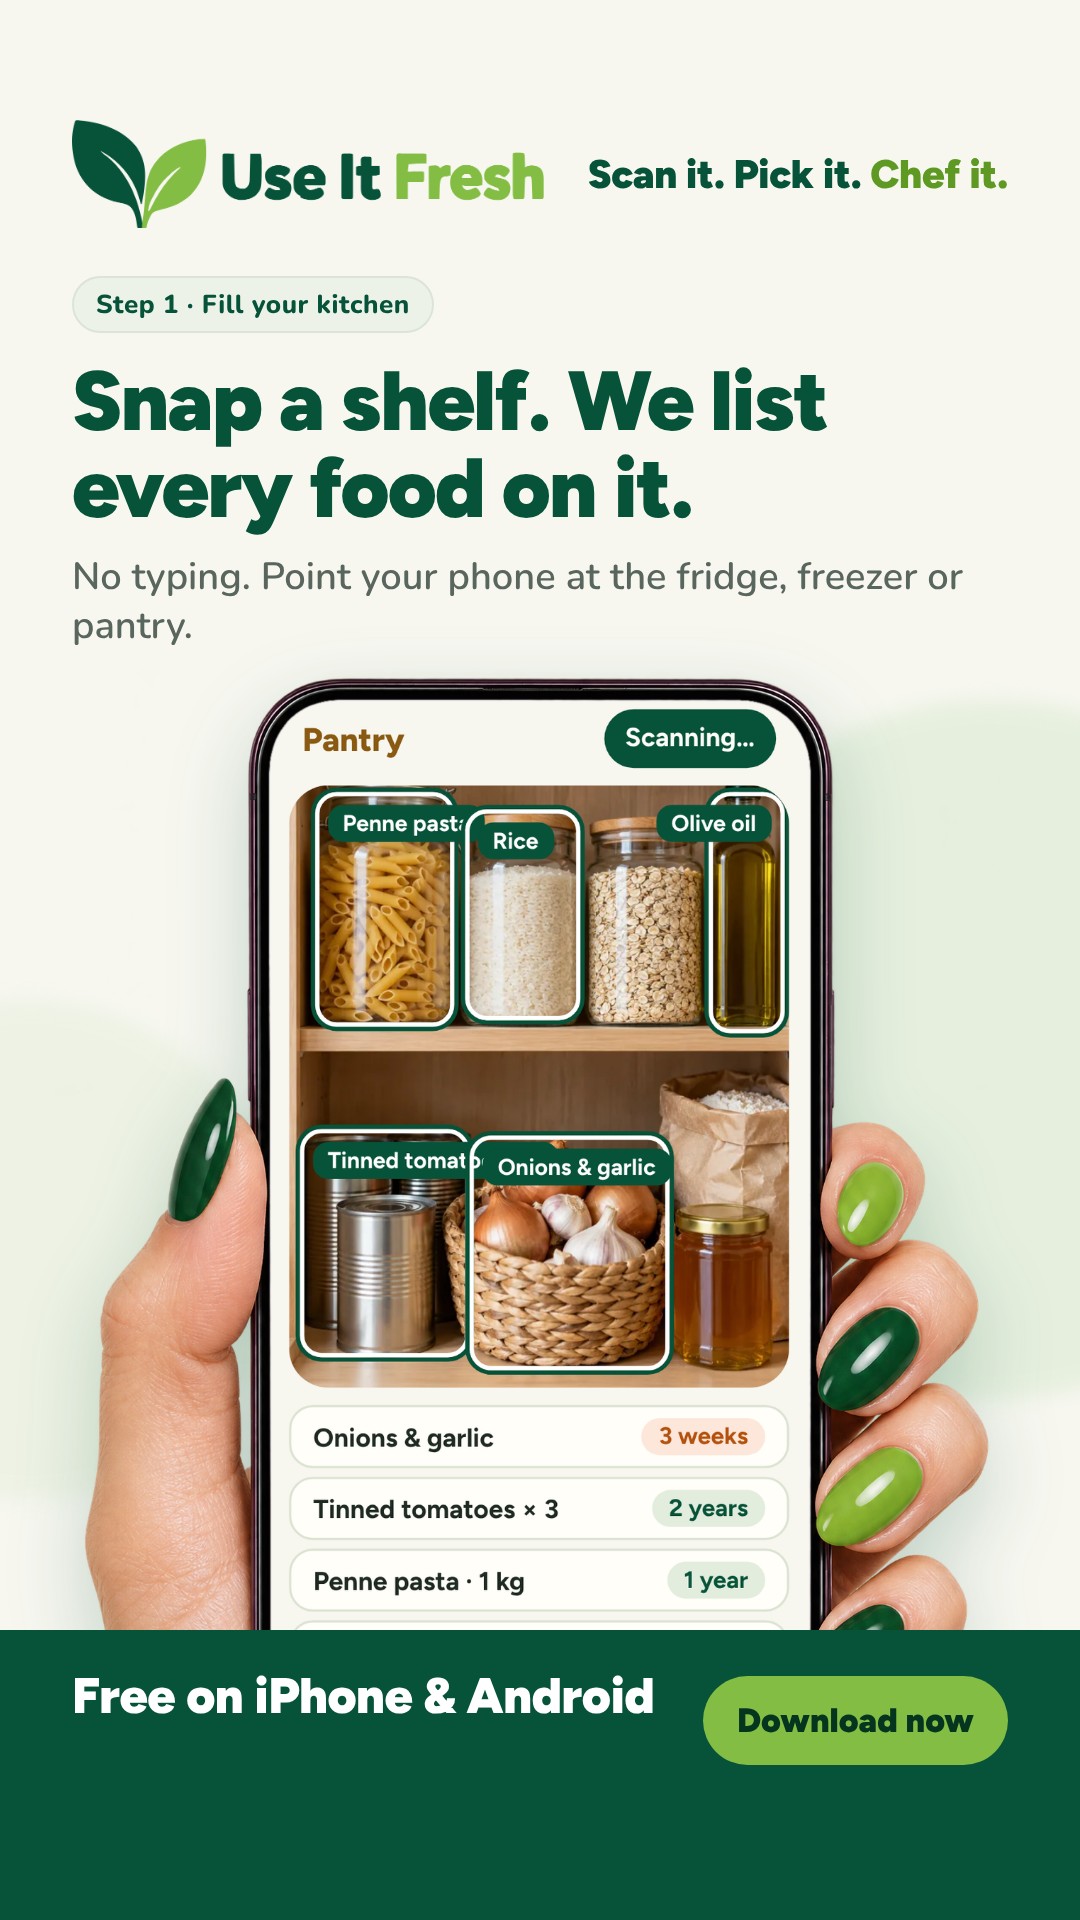 Use It Fresh
Scan it. Pick it. Chef it.
Step 1 · Fill your kitchen
Snap a shelf. We list
every food on it.
No typing. Point your phone at the fridge, freezer or
pantry.
Pantry
Scanning...
Penne pasta
Rice
Olive oil
Onions & garlic
Onions & garlic
3 weeks
Tinned tomatoes × 3
2 years
Penne pasta · 1 kg
1 year
Free on iPhone & Android
Download now